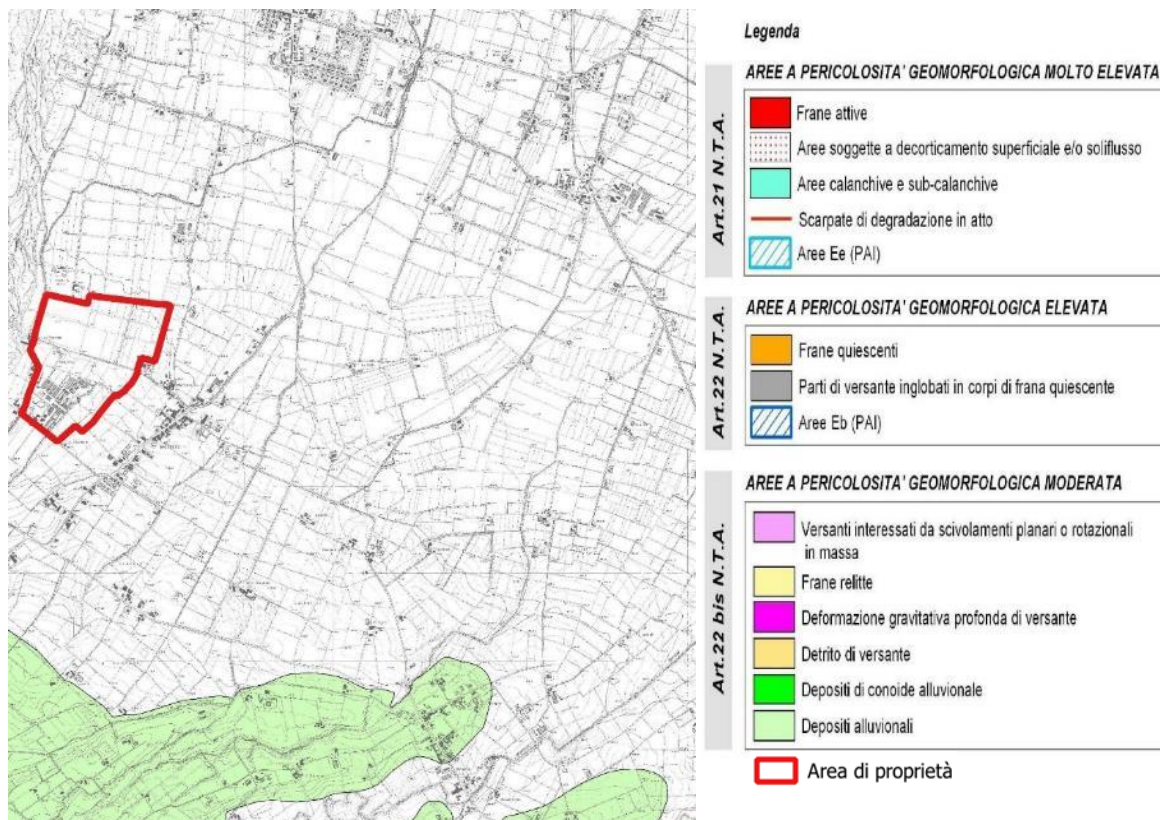 Legenda
AREE A PERICOLOSITA' GEOMORFOLOGICA MOLTO ELEVATA
Art.21 N.T.A.
Frane attive
Aree soggette a decorticamento superficiale e/o soliflusso
Aree calanchive e sub-calanchive
Scarpate di degradazione in atto
Aree Ee (PAI)
AREE A PERICOLOSITA' GEOMORFOLOGICA ELEVATA
Art.22 N.T.A.
Frane quiescenti
Parti di versante inglobati in corpi di frana quiescente
Aree Eb (PAI)
AREE A PERICOLOSITA' GEOMORFOLOGICA MODERATA
Art.22 bis N.T.A.
Versanti interessati da scivolamenti planari o rotazionali
in massa
Frane relitte
Deformazione gravitativa profonda di versante
Detrito di versante
Depositi di conoide alluvionale
Depositi alluvionali
Area di proprietà